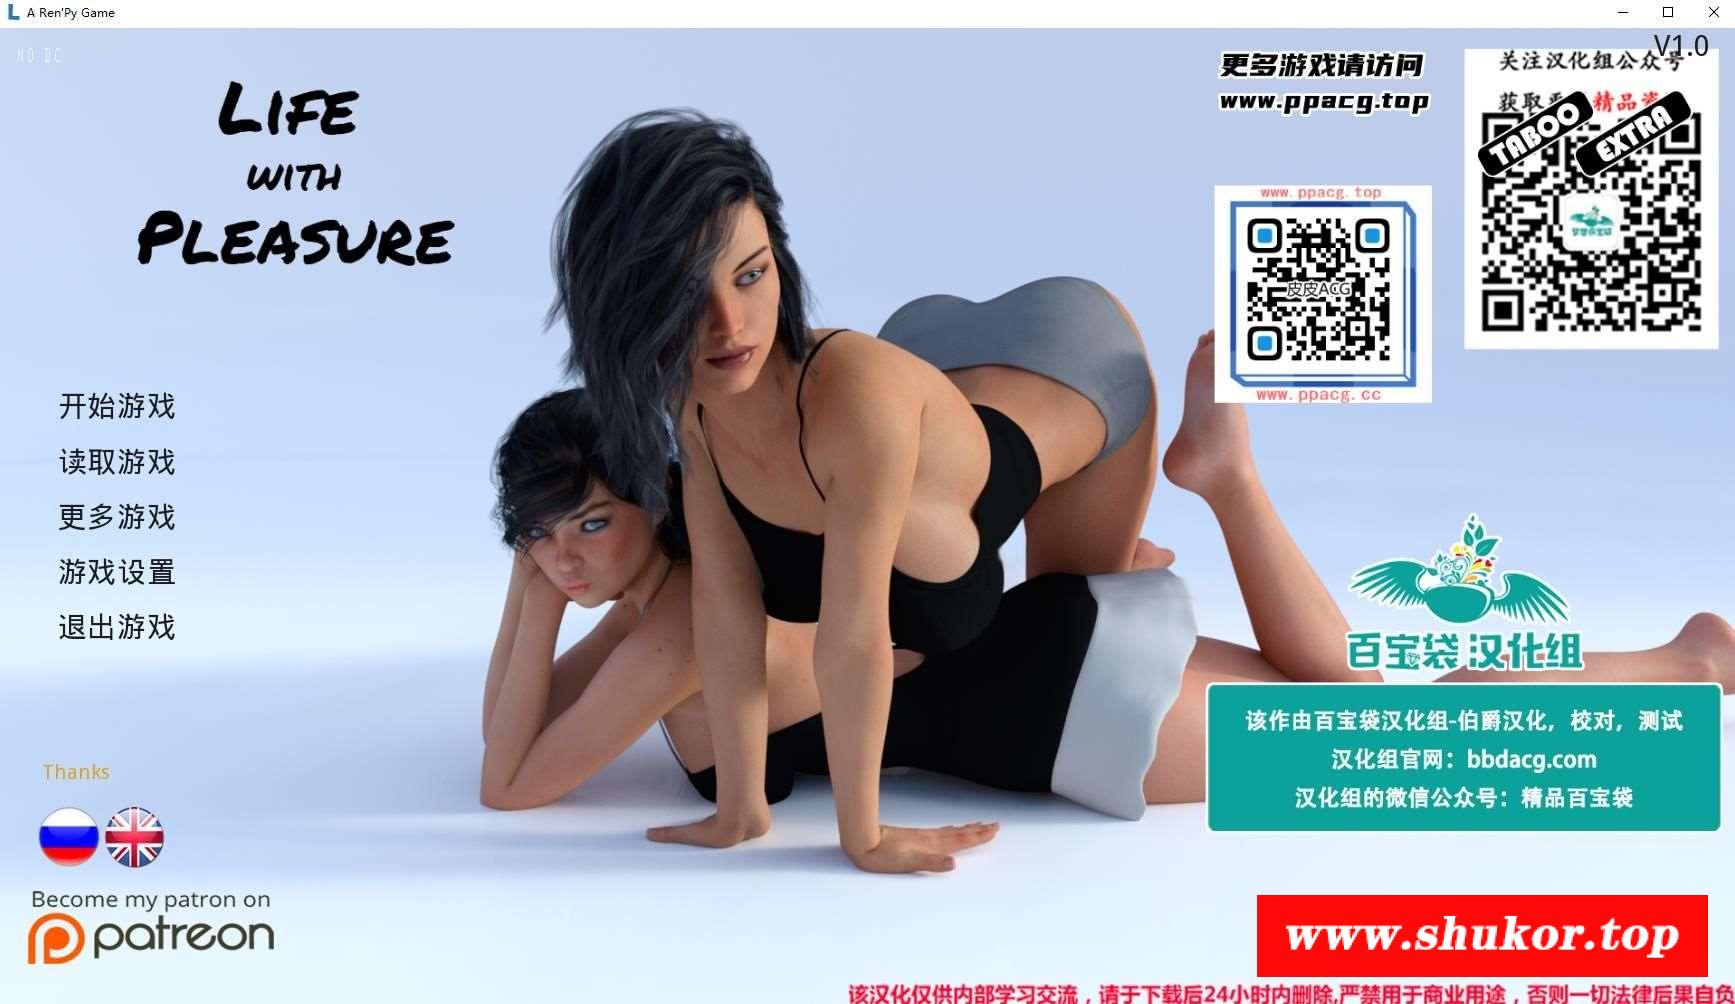 A Ren'Py Game
NO DC
V1.0
LIFE
WITH
PLEASURE
更多游戏请访问
www.ppacg.top
关注汉化组公众号
获取
精品
TABOO
EXTRA
www.ppacg.top
皮皮ACG
www.ppacg.cc
开始游戏
读取游戏
更多游戏
游戏设置
退出游戏
百宝袋汉化组
该作由百宝袋汉化组-伯爵汉化，校对，测试
汉化组官网：bbdacg.com
汉化组的微信公众号：精品百宝袋
Thanks
Become my patron on
patreon
www.shukor.top
该汉化仅供内部学习交流，请于下载后24小时内删除,严禁用于商业用途，否则一切法律后果自